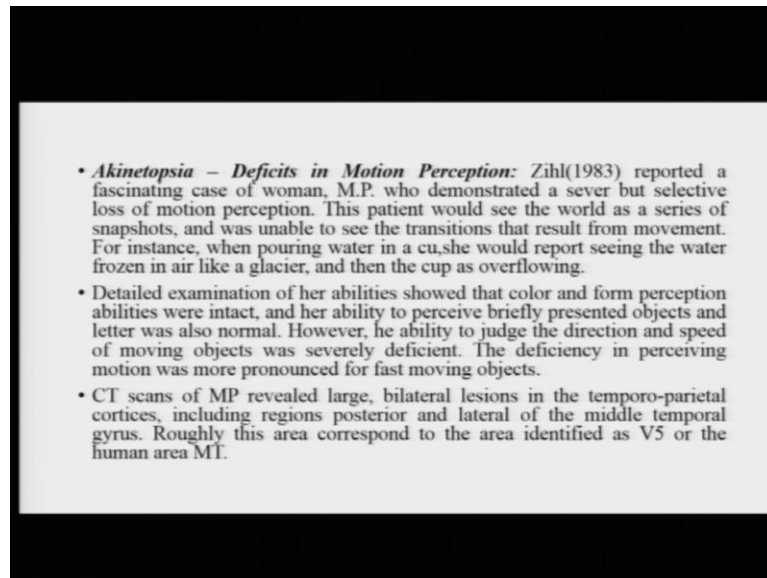 • Akinetopsia – Deficits in Motion Perception: Zihl(1983) reported a
fascinating case of woman, M.P. who demonstrated a sever but selective
loss of motion perception. This patient would see the world as a series of
snapshots, and was unable to see the transitions that result from movement.
For instance, when pouring water in a cu,she would report seeing the water
frozen in air like a glacier, and then the cup as overflowing.
• Detailed examination of her abilities showed that color and form perception
abilities were intact, and her ability to perceive briefly presented objects and
letter was also normal. However, he ability to judge the direction and speed
of moving objects was severely deficient. The deficiency in perceiving
motion was more pronounced for fast moving objects.
• CT scans of MP revealed large, bilateral lesions in the temporo-parietal
cortices, including regions posterior and lateral of the middle temporal
gyrus. Roughly this area correspond to the area identified as V5 or the
human area MT.